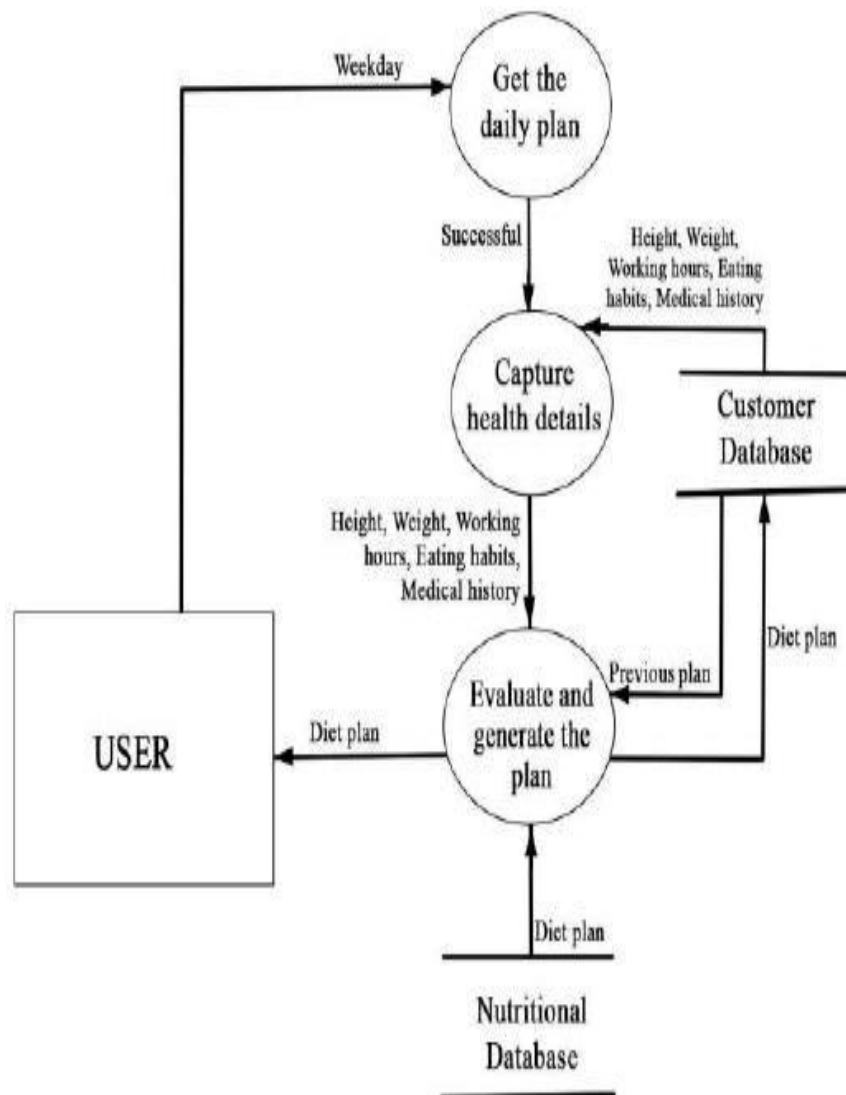 Weekday
Get the
daily plan
Successful
Height, Weight,
Working hours, Eating
habits, Medical history
Capture
health details
Customer
Database
Height, Weight, Working
hours, Eating habits,
Medical history
Diet plan
Previous plan
Evaluate and
generate the
plan
Diet plan
USER
Diet plan
Nutritional
Database